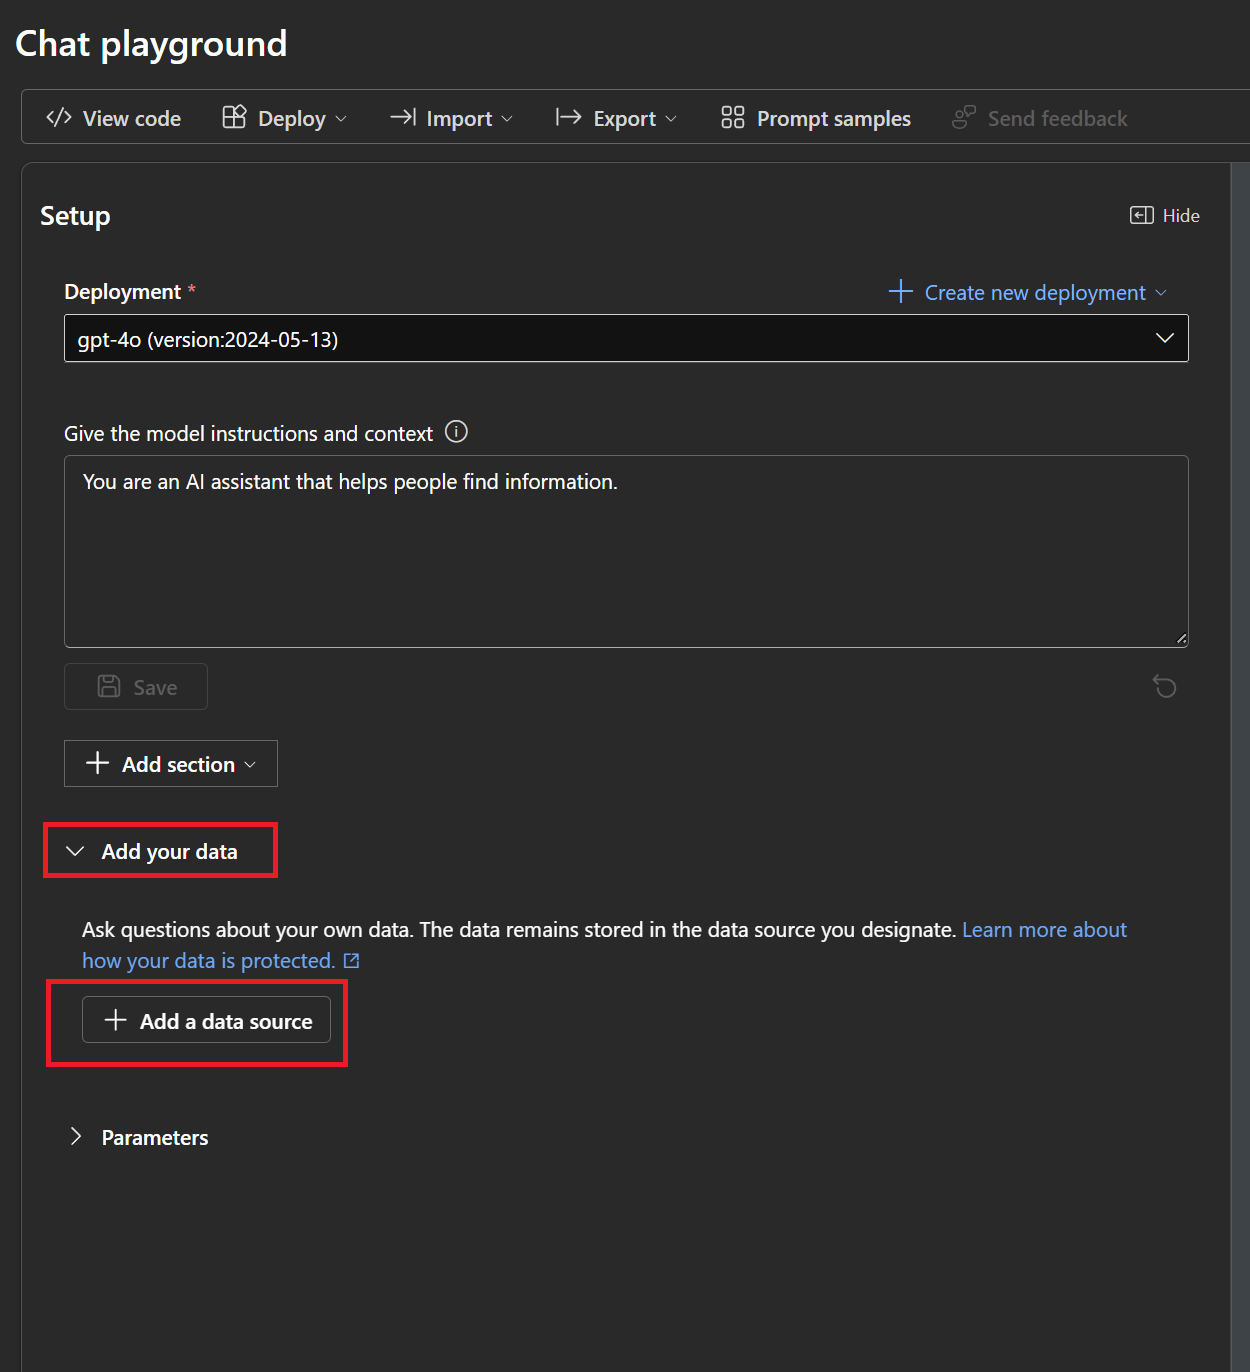 Chat playground
View code Deploy Import Export Prompt samples Send feedback
Setup
Hide
Deployment *
Create new deployment
gpt-4o (version:2024-05-13)
Give the model instructions and context
You are an AI assistant that helps people find information.
Save
Add section
Add your data
Ask questions about your own data. The data remains stored in the data source you designate. Learn more about
how your data is protected.
Add a data source
Parameters